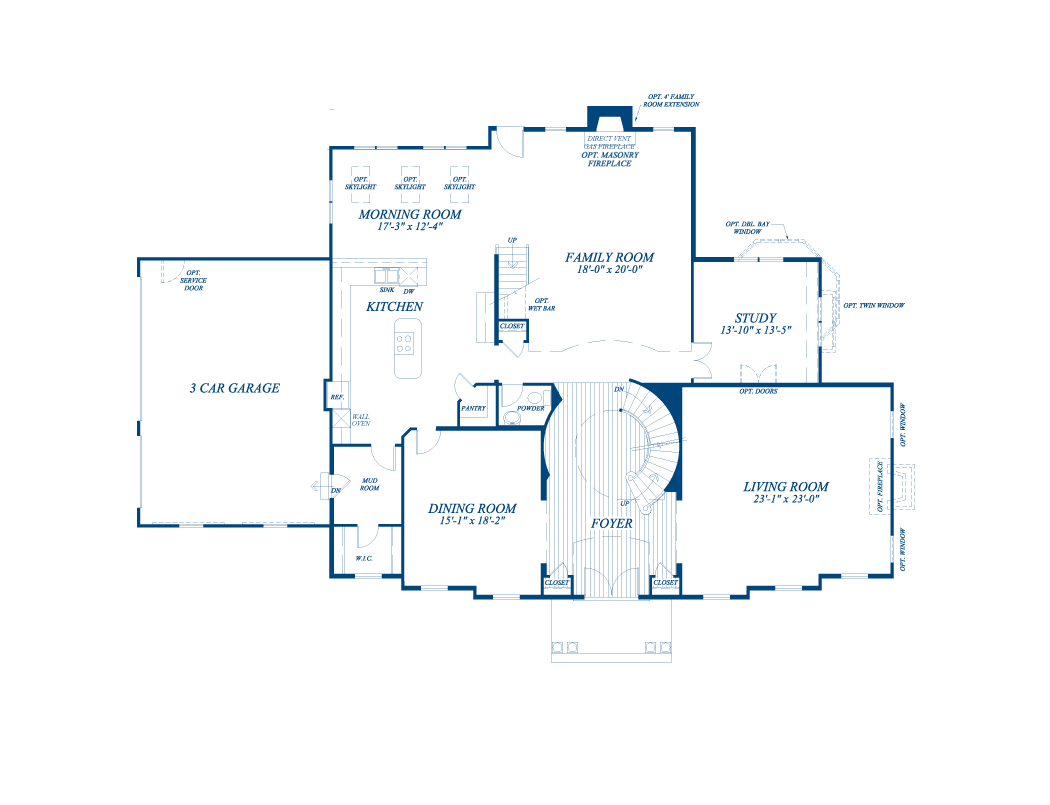 OPT. 4' FAMILY
ROOM EXTENSION
DIRECT VENT
GAS FIREPLACE
OPT. MASONRY
FIREPLACE
OPT.
SKYLIGHT
OPT.
SKYLIGHT
OPT.
SKYLIGHT
MORNING ROOM
17'-3" x 12'-4"
OPT. DBL. BAY
WINDOW
UP
FAMILY ROOM
18'-0" x 20'-0"
OPT.
SERVICE
DOOR
SINK
DW
KITCHEN
OPT.
WET BAR
CLOSET
OPT. TWIN WINDOW
STUDY
13'-10" x 13'-5"
3 CAR GARAGE
REF.
WALL
OVEN
PANTRY
POWDER
DN
OPT. DOORS
OPT. WINDOW
MUD
ROOM
DN
DINING ROOM
15'-1" x 18'-2"
UP
FOYER
LIVING ROOM
23'-1" x 23'-0"
OPT. FIREPLACE
OPT. WINDOW
W.I.C.
CLOSET
CLOSET